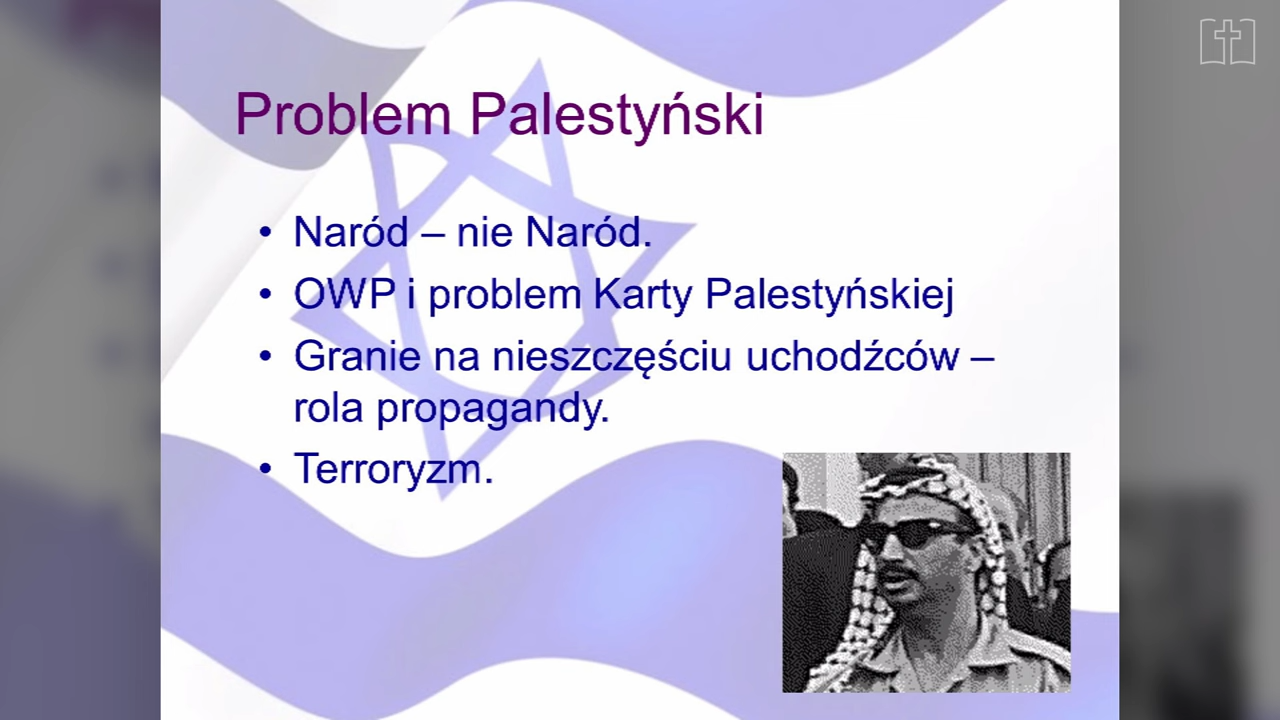 Problem Palestyński
• Naród – nie Naród.
• OWP i problem Karty Palestyńskiej
• Granie na nieszczęściu uchodźców –
rola propagandy.
• Terroryzm.